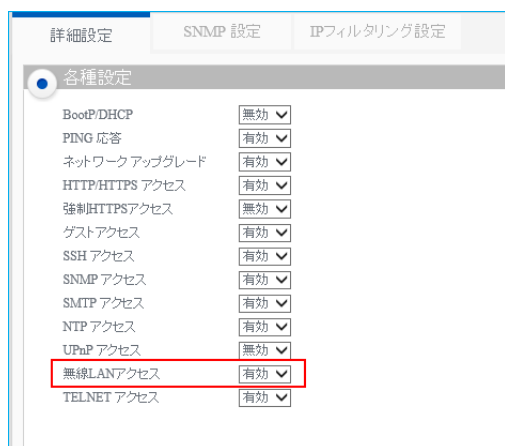 詳細設定 SNMP 設定 IPフィルタリング設定
各種設定
BootP/DHCP 無効
PING 応答 有効
ネットワーク アップグレード 有効
HTTP/HTTPS アクセス 有効
強制HTTPSアクセス 無効
ゲストアクセス 有効
SSH アクセス 有効
SNMP アクセス 有効
SMTP アクセス 有効
NTP アクセス 有効
UPnP アクセス 無効
無線LANアクセス 有効
TELNET アクセス 有効